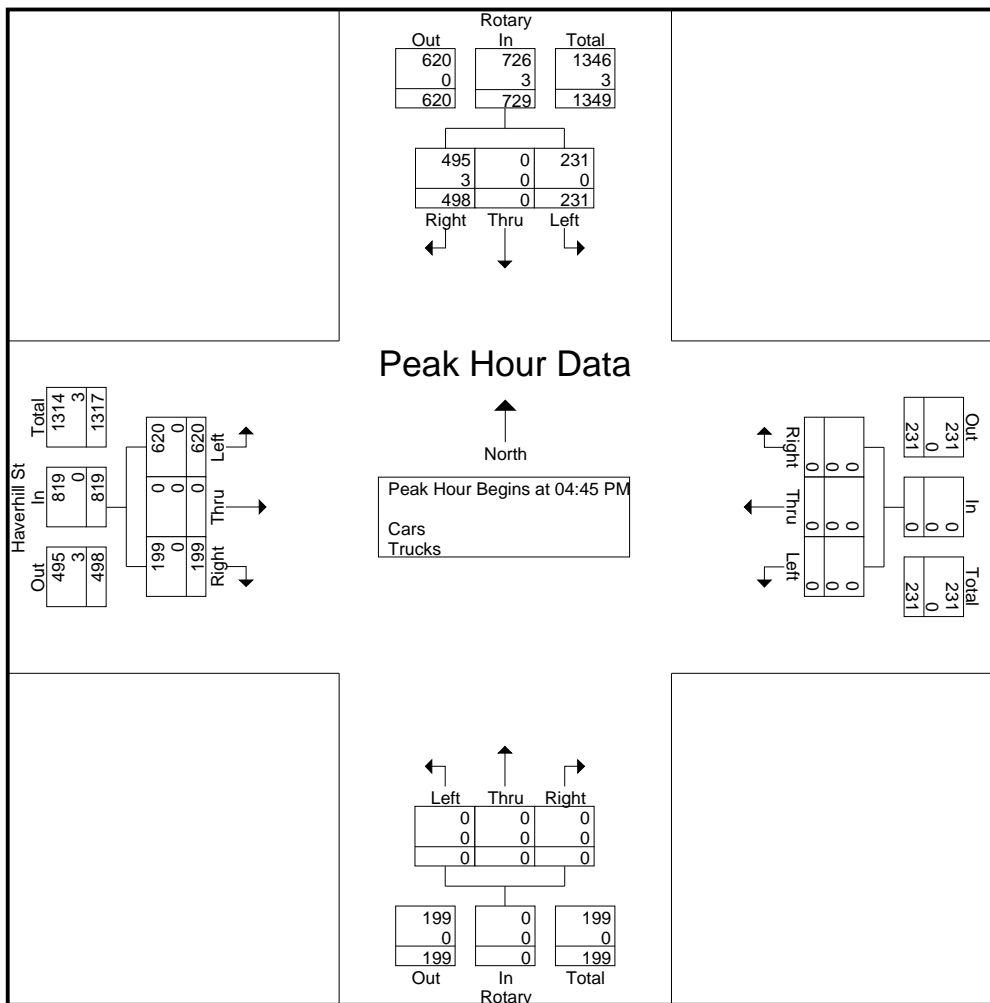 Rotary
Out In Total
620 726 1346
0 3 3
620 729 1349
495 0 231
3 0 0
498 0 231
Right Thru Left
Peak Hour Data
North
Peak Hour Begins at 04:45 PM
Cars
Trucks
Haverhill St
Total In Out
1314 819 495
3 0 3
1317 819 498
620 0 199
0 0 0
620 0 199
Left Thru Right
Out In Total
231 0 231
0 0 0
231 0 231
0 0 0
0 0 0
0 0 0
Right Thru Left
Left Thru Right
0 0 0
0 0 0
0 0 0
199 0 199
0 0 0
199 0 199
Out In Total
Rotary